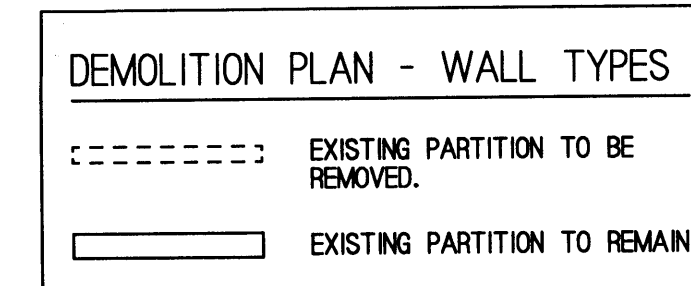 DEMOLITION PLAN - WALL TYPES
EXISTING PARTITION TO BE
REMOVED.
EXISTING PARTITION TO REMAIN